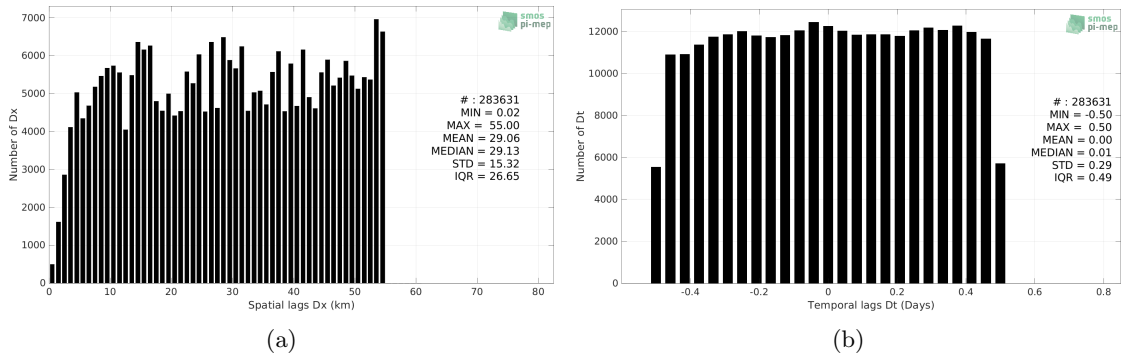 7000
6000
5000
4000
3000
2000
1000
0
Number of Dx
0 10 20 30 40 50 60 70 80
Spatial lags Dx (km)
smos
pi-mep
# : 283631
MIN = 0.02
MAX = 55.00
MEAN = 29.06
MEDIAN = 29.13
STD = 15.32
IQR = 26.65
(a)
12000
10000
8000
6000
4000
2000
0
Number of Dt
-0.4 -0.2 0 0.2 0.4 0.6 0.8
Temporal lags Dt (Days)
smos
pi-mep
# : 283631
MIN = -0.50
MAX = 0.50
MEAN = 0.00
MEDIAN = 0.01
STD = 0.29
IQR = 0.49
(b)